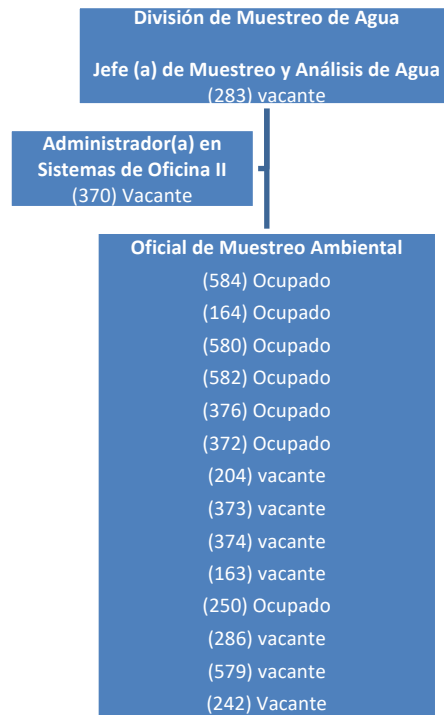 División de Muestreo de Agua
Jefe (a) de Muestreo y Análisis de Agua
(283) vacante
Administrador(a) en
Sistemas de Oficina II
(370) Vacante
Oficial de Muestreo Ambiental
(584) Ocupado
(164) Ocupado
(580) Ocupado
(582) Ocupado
(376) Ocupado
(372) Ocupado
(204) vacante
(373) vacante
(374) vacante
(163) vacante
(250) Ocupado
(286) vacante
(579) vacante
(242) Vacante